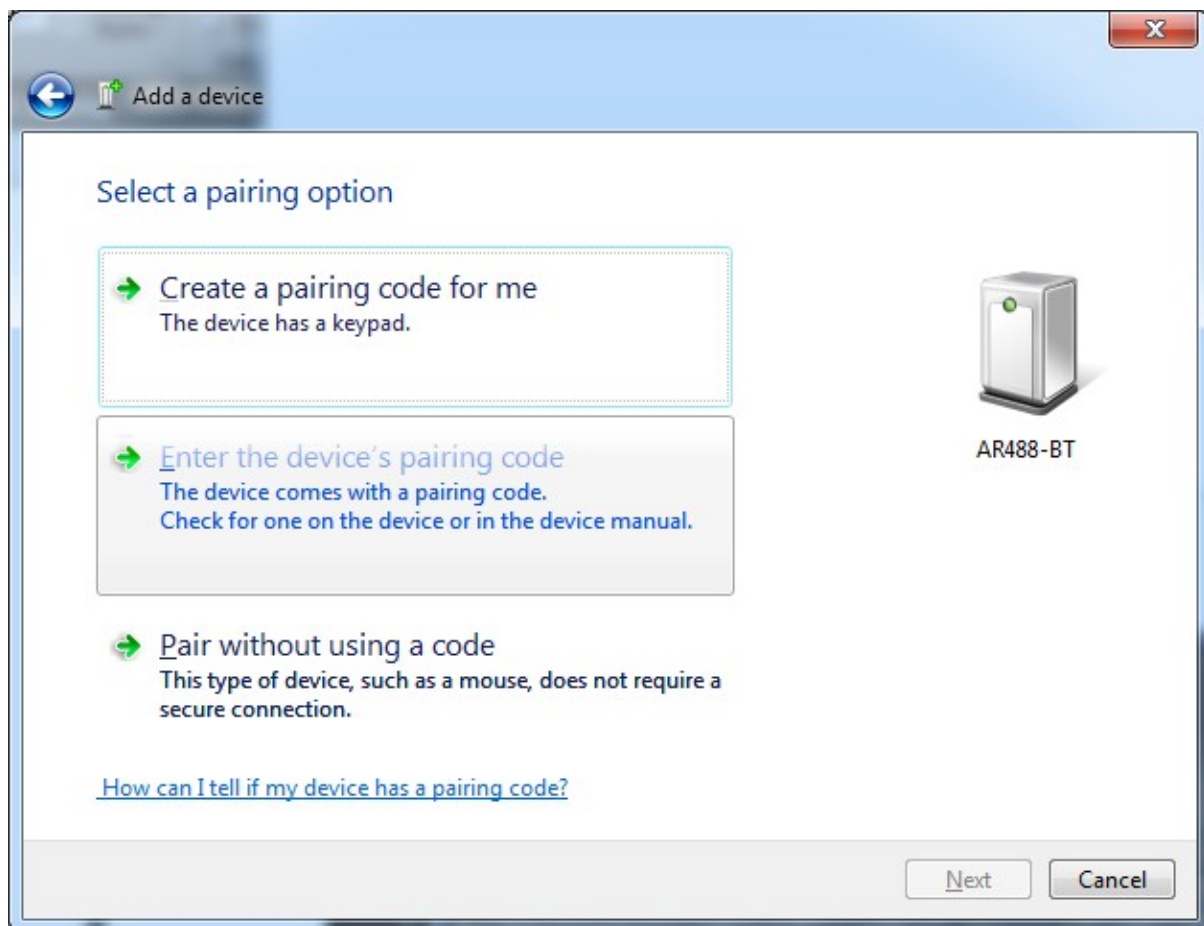 Add a device
Select a pairing option
Create a pairing code for me
The device has a keypad.
Enter the device's pairing code
The device comes with a pairing code.
Check for one on the device or in the device manual.
AR488-BT
Pair without using a code
This type of device, such as a mouse, does not require a
secure connection.
How can I tell if my device has a pairing code?
Next
Cancel